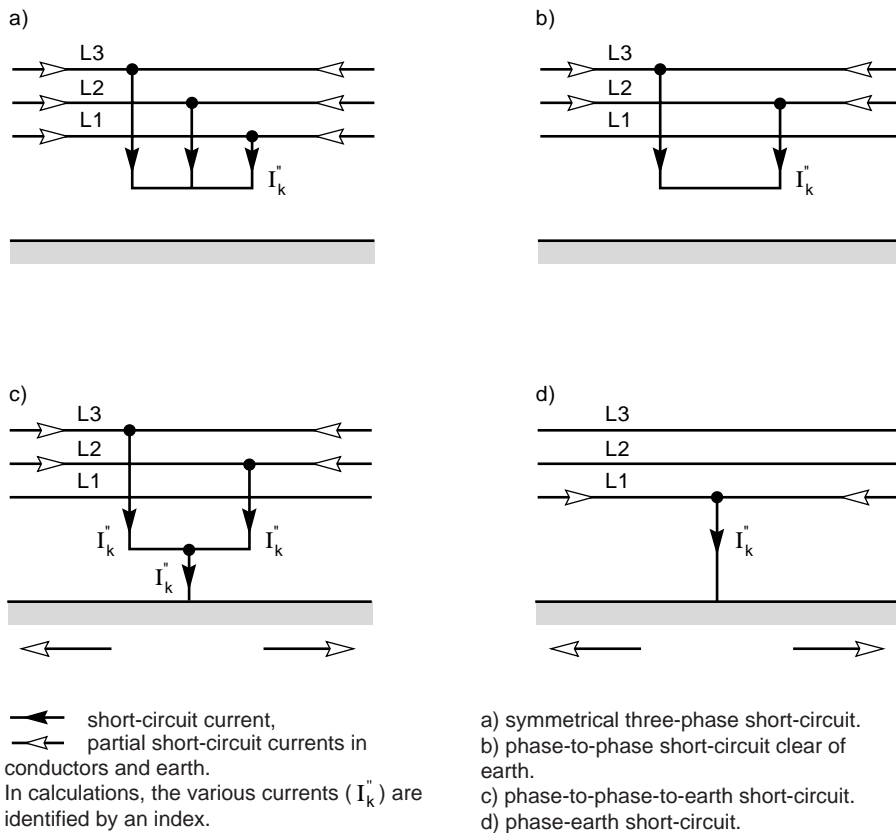 a)
L3
L2
L1
I"k
b)
L3
L2
L1
I"k
c)
L3
L2
L1
I"k
I"k
I"k
d)
L3
L2
L1
I"k
short-circuit current,
partial short-circuit currents in
conductors and earth.
In calculations, the various currents ( I"k ) are
identified by an index.
a) symmetrical three-phase short-circuit.
b) phase-to-phase short-circuit clear of
earth.
c) phase-to-phase-to-earth short-circuit.
d) phase-earth short-circuit.